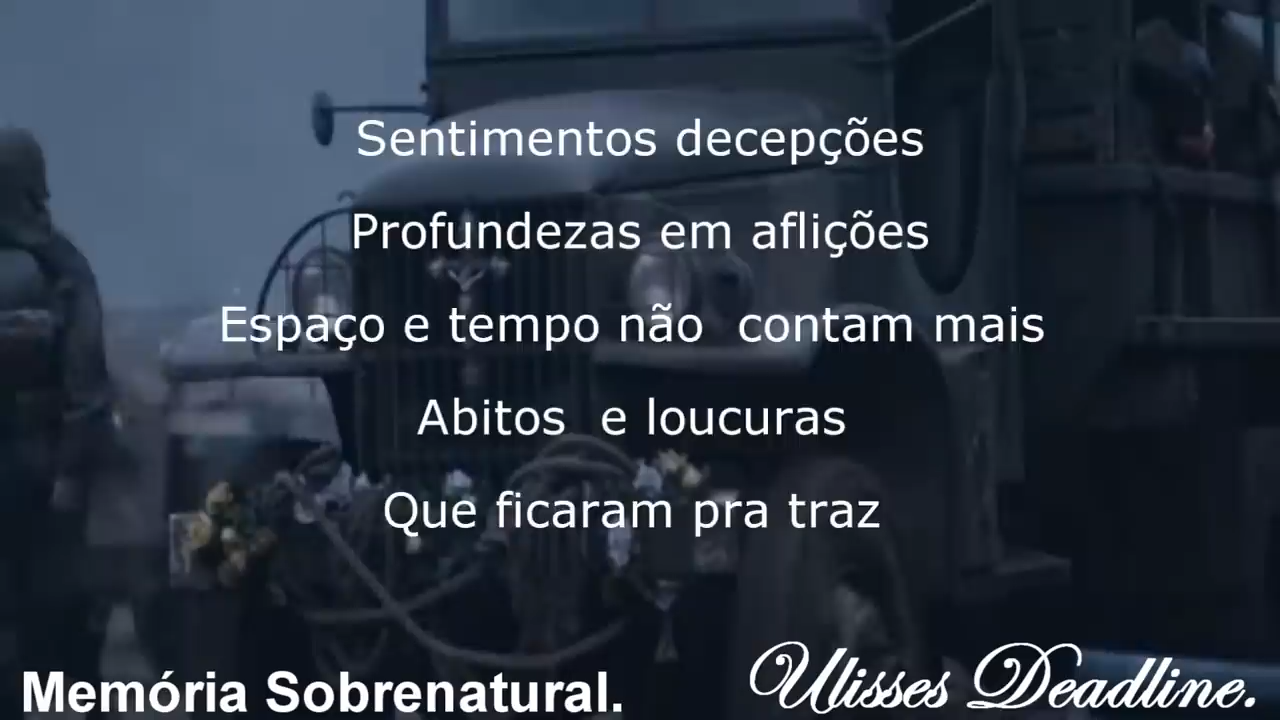 Sentimentos decepções
Profundezas em aflições
Espaço e tempo não  contam mais
Abitos  e loucuras
Que ficaram pra traz
Memória Sobrenatural.
Ulisses Deadline.